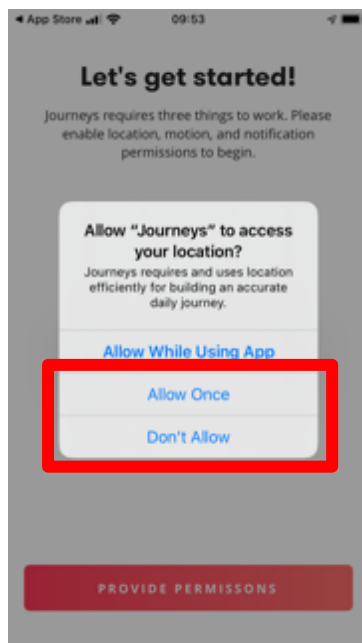 App Store 09:53
Let's get started!
Journeys requires three things to work. Please
enable location, motion, and notification
permissions to begin.
Allow "Journeys" to access
your location?
Journeys requires and uses location
efficiently for building an accurate
daily journey.
Allow While Using App
Allow Once
Don't Allow
PROVIDE PERMISSONS